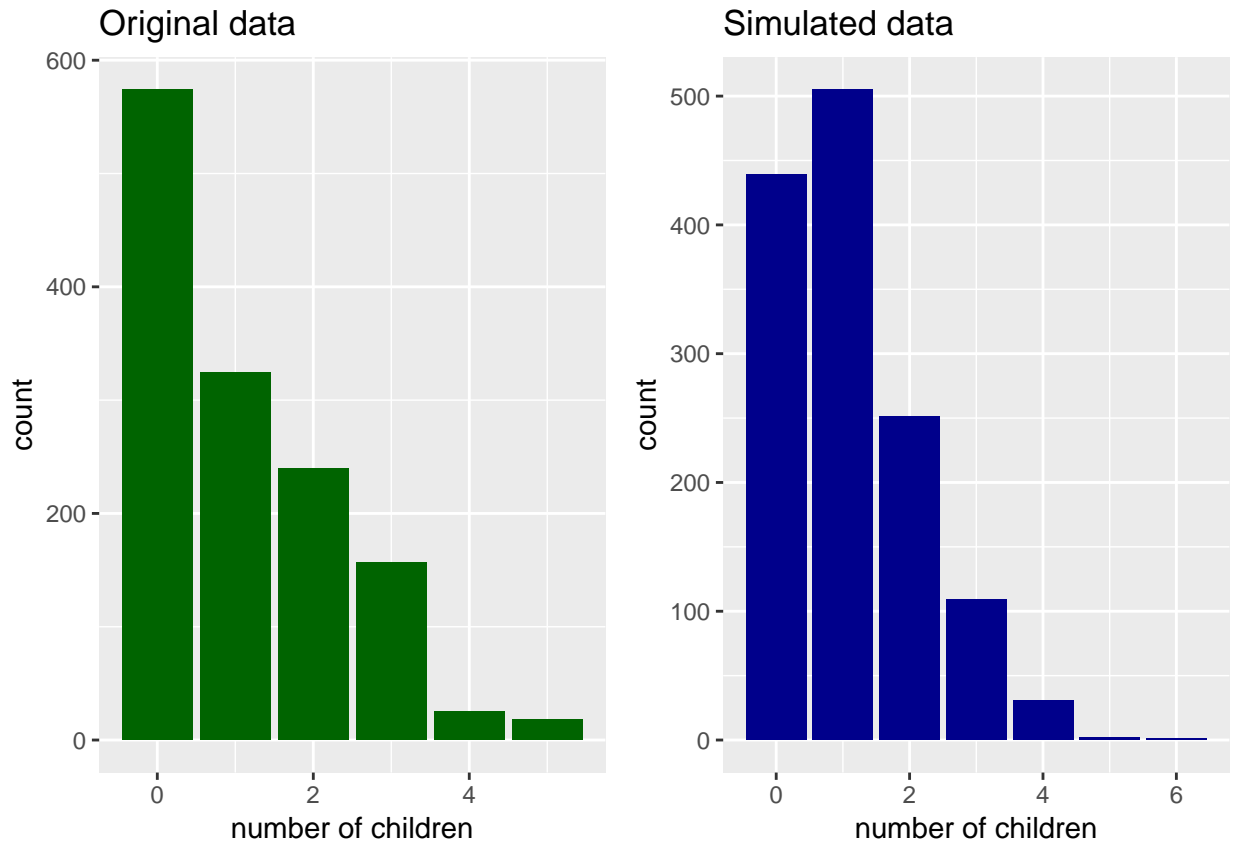 Original data
600
400
200
0
count
0 2 4
number of children
Simulated data
500
400
300
200
100
0
count
0 2 4 6
number of children